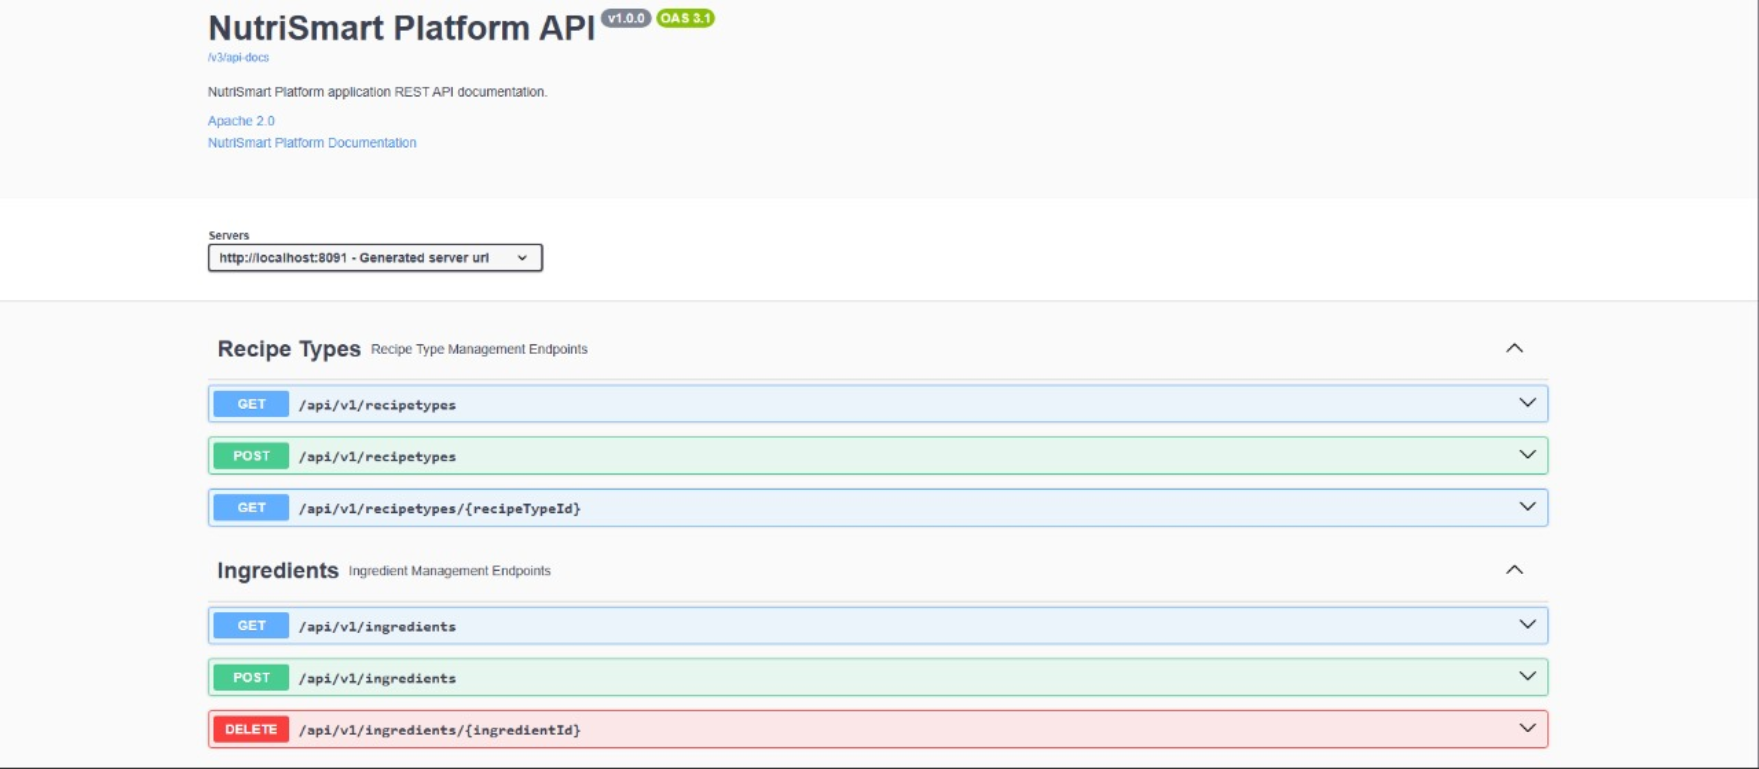 NutriSmart Platform API v1.0.0 OAS 3.1
/v3/api-docs
NutriSmart Platform application REST API documentation.
Apache 2.0
NutriSmart Platform Documentation
Servers
http://localhost:8091 - Generated server url
Recipe Types Recipe Type Management Endpoints
GET /api/v1/recipetypes
POST /api/v1/recipetypes
GET /api/v1/recipetypes/{recipeTypeId}
Ingredients Ingredient Management Endpoints
GET /api/v1/ingredients
POST /api/v1/ingredients
DELETE /api/v1/ingredients/{ingredientId}